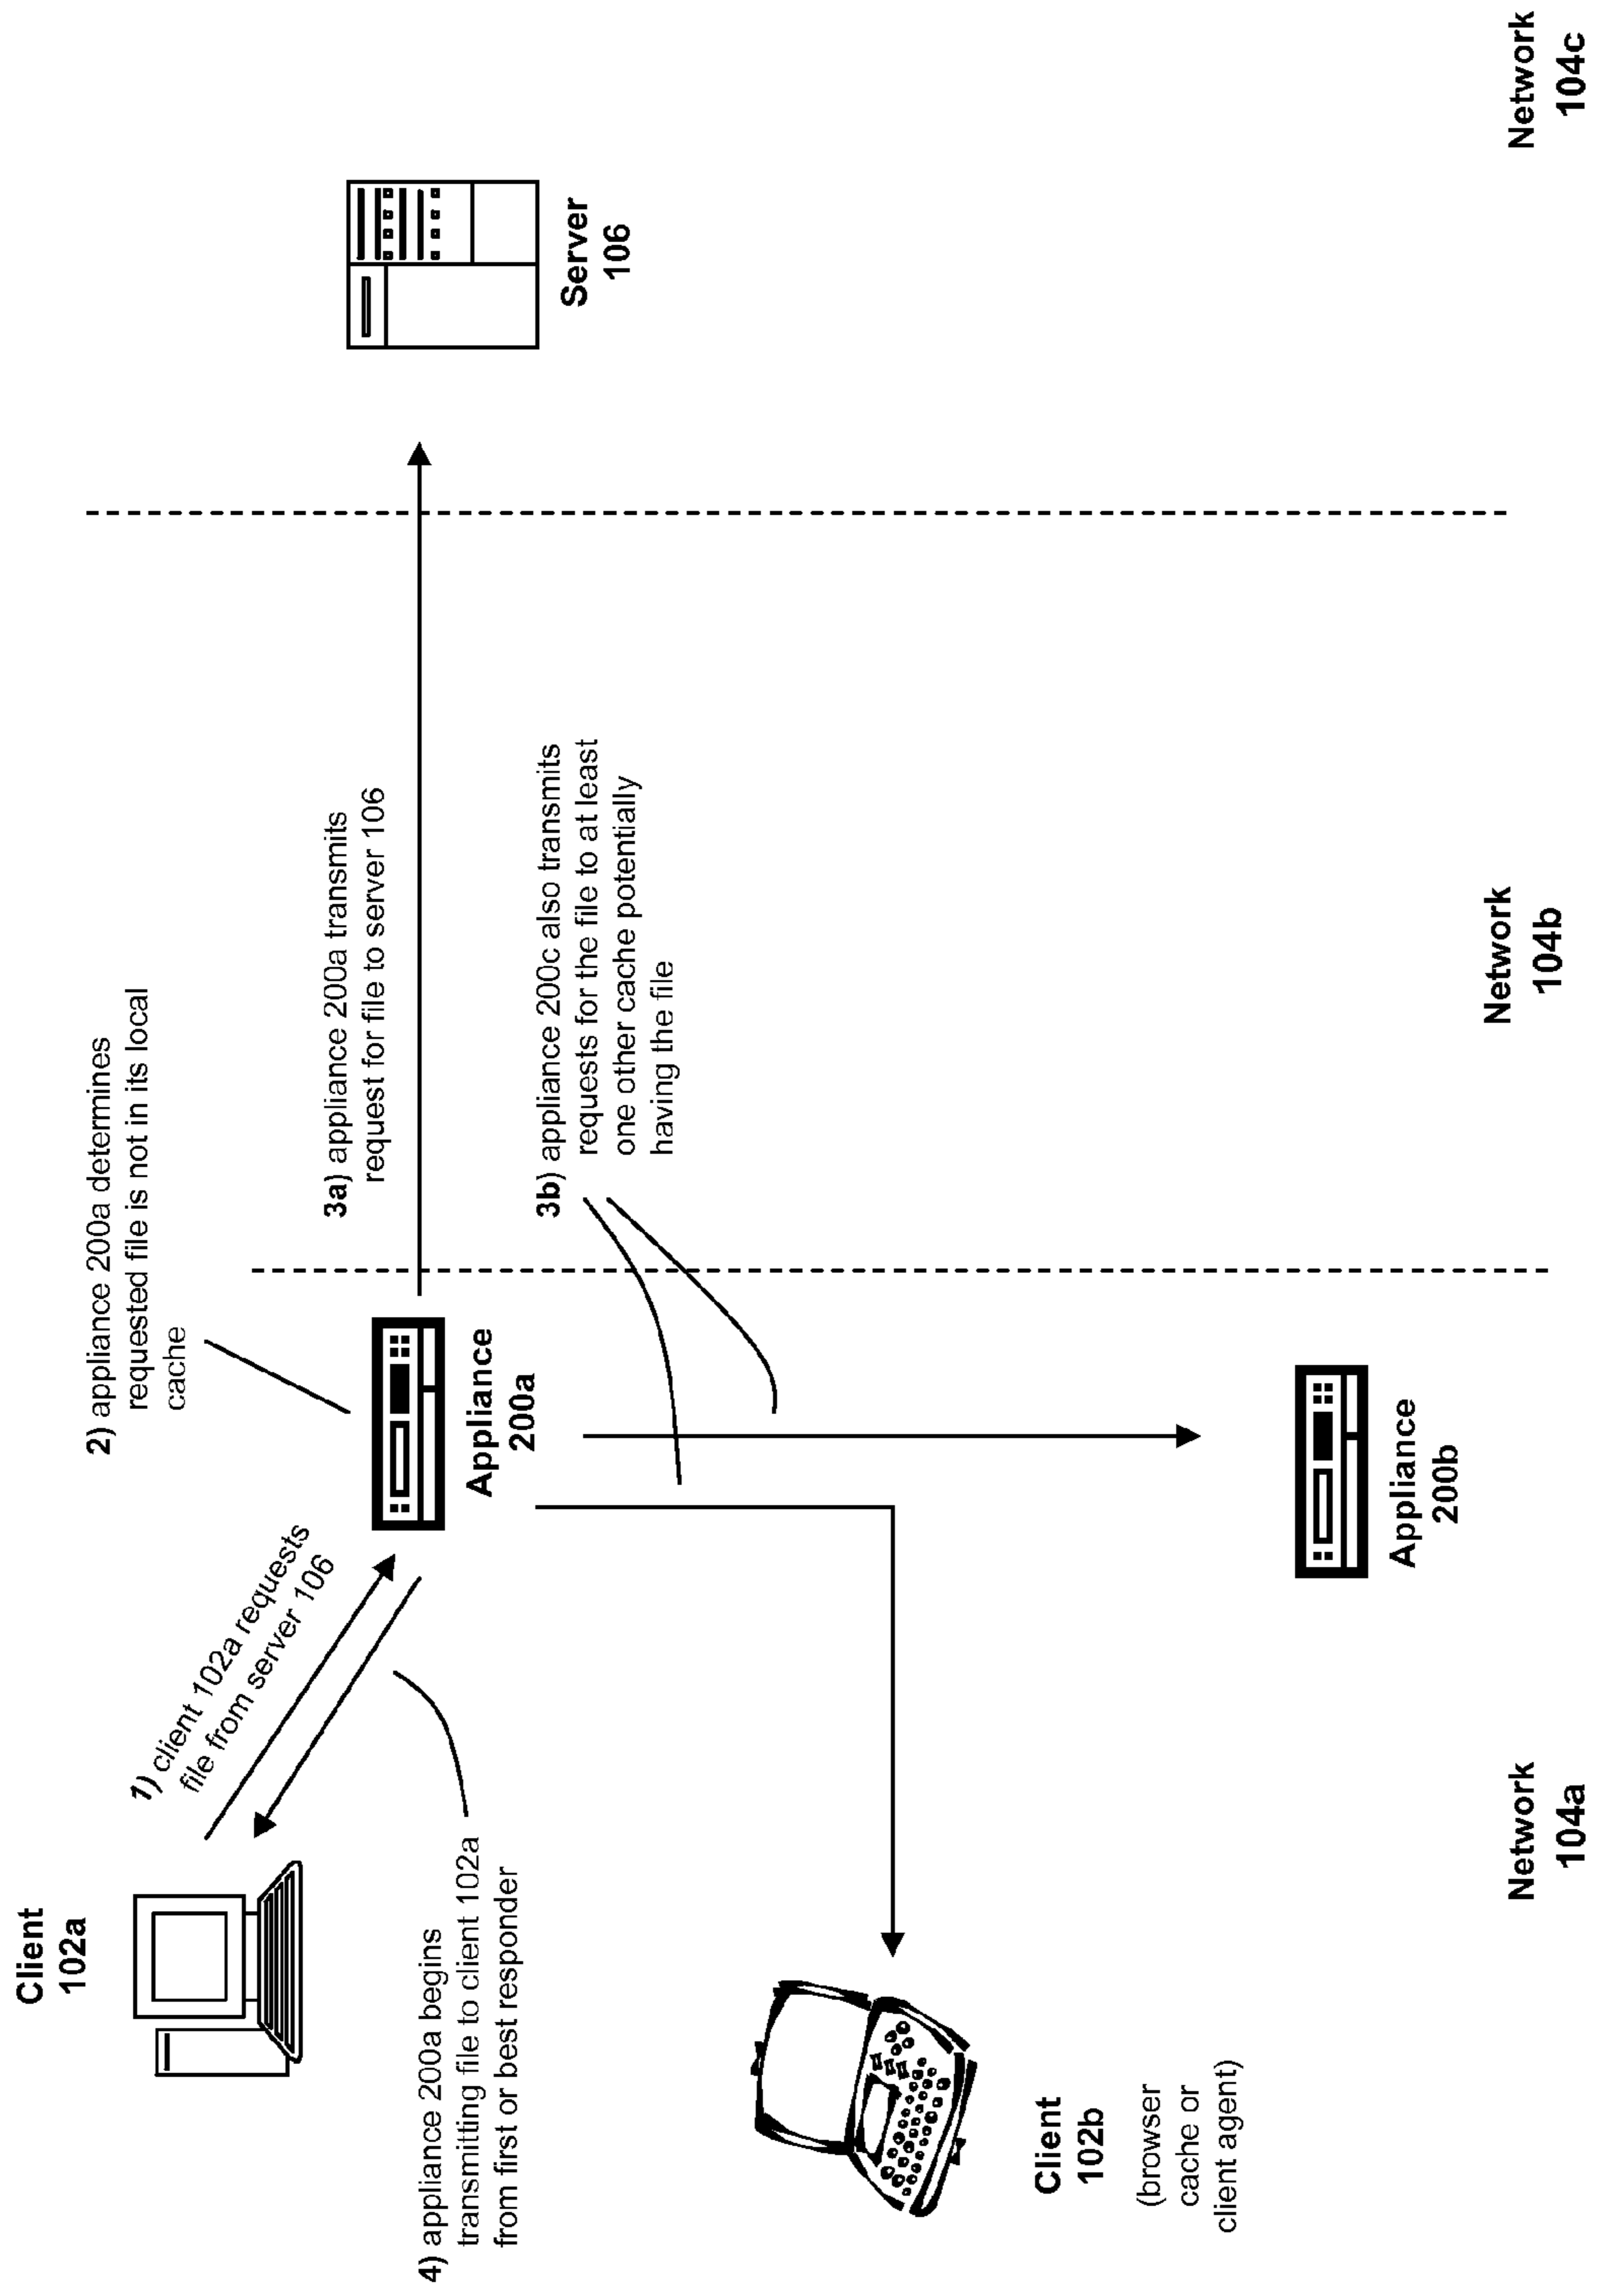 Client
102a
1) client 102a requests
file from server 106
2) appliance 200a determines
requested file is not in its local
cache
Appliance
200a
3a) appliance 200a transmits
request for file to server 106
Server
106
4) appliance 200a begins
transmitting file to client 102a
from first or best responder
3b) appliance 200c also transmits
requests for the file to at least
one other cache potentially
having the file
Client
102b
(browser
cache or
client agent)
Appliance
200b
Network
104a
Network
104b
Network
104c